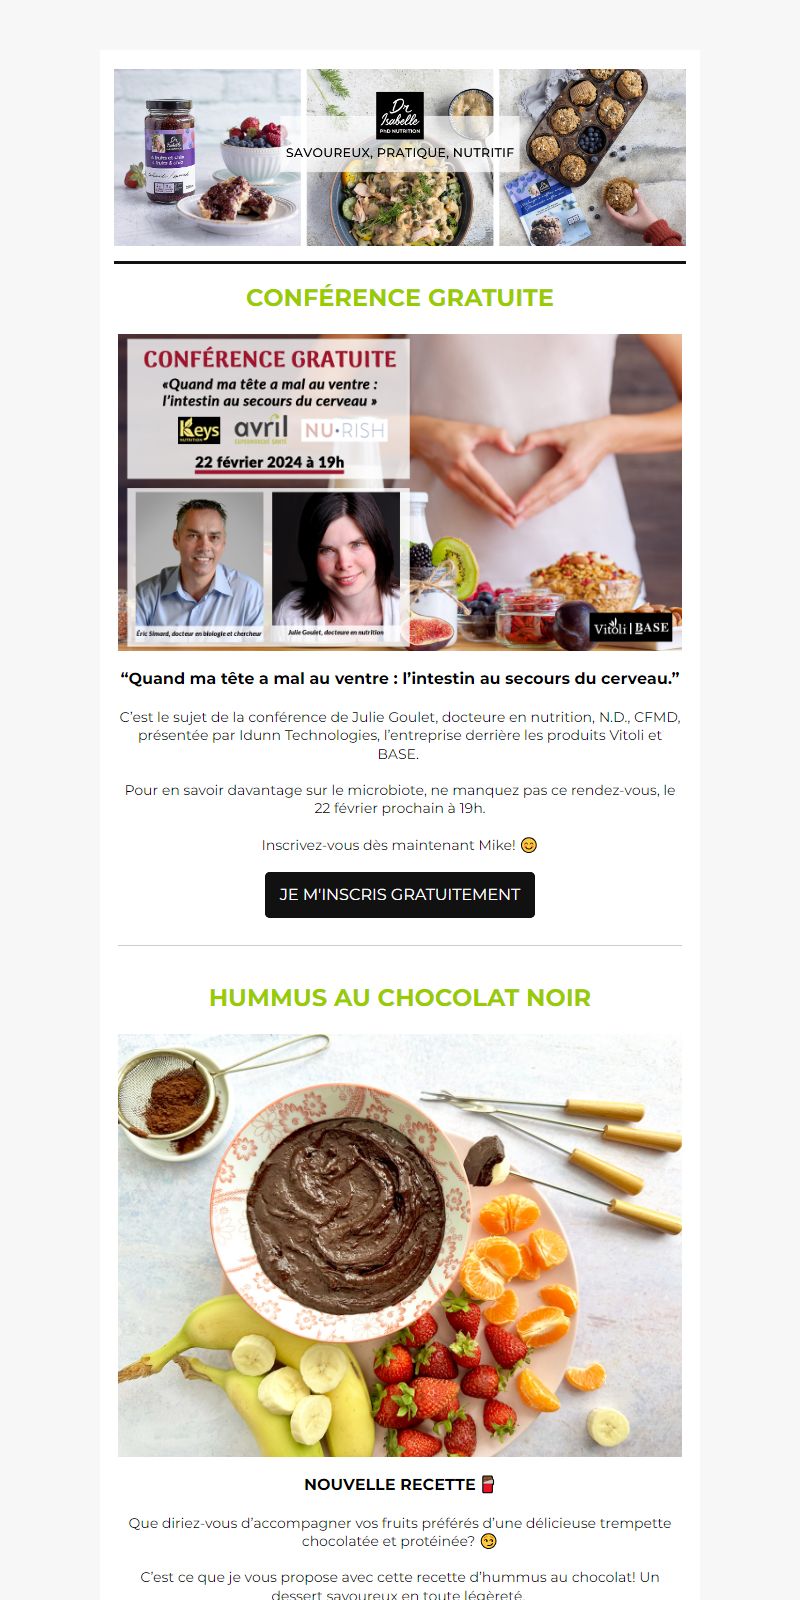 Dr
Isabelle
PhD NUTRITION
SAVOUREUX, PRATIQUE, NUTRITIF
Dr
Isabelle
CONFÉRENCE GRATUITE
CONFÉRENCE GRATUITE
«Quand ma tête a mal au ventre :
l'intestin au secours du cerveau »
Keys
NUTRITION
avril
SUPERMARCHÉ SANTÉ
NU•RISH
22 février 2024 à 19h
Éric Simard, docteur en biologie et chercheur
Julie Goulet, docteure en nutrition
Vitoli | BASE
“Quand ma tête a mal au ventre : l’intestin au secours du cerveau.”
C’est le sujet de la conférence de Julie Goulet, docteure en nutrition, N.D., CFMD,
présentée par Idunn Technologies, l’entreprise derrière les produits Vitoli et
BASE.
Pour en savoir davantage sur le microbiote, ne manquez pas ce rendez-vous, le
22 février prochain à 19h.
Inscrivez-vous dès maintenant Mike! 😊
JE M'INSCRIS GRATUITEMENT
HUMMUS AU CHOCOLAT NOIR
NOUVELLE RECETTE 🍫
Que diriez-vous d’accompagner vos fruits préférés d’une délicieuse trempette
chocolatée et protéinée? 😏
C’est ce que je vous propose avec cette recette d’hummus au chocolat! Un
dessert savoureux en toute légèreté.